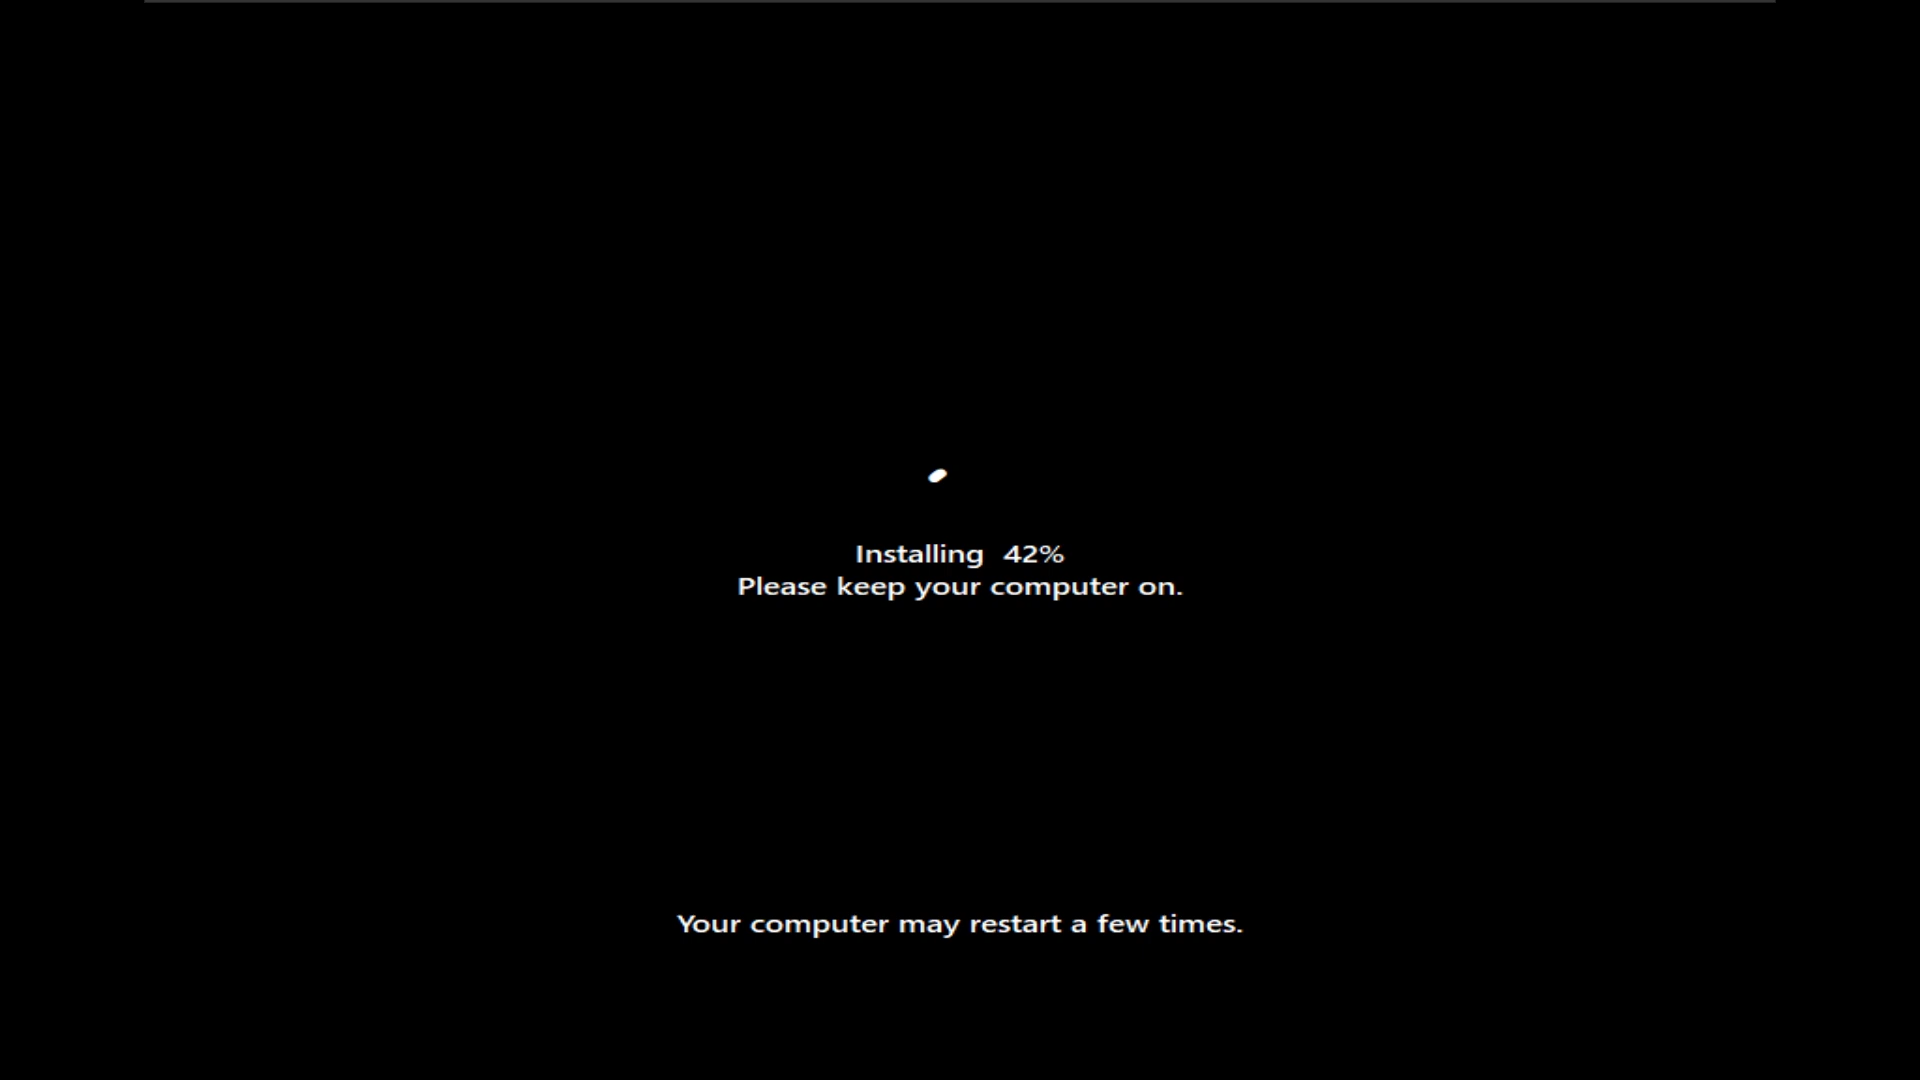 Installing  42%
Please keep your computer on.
Your computer may restart a few times.